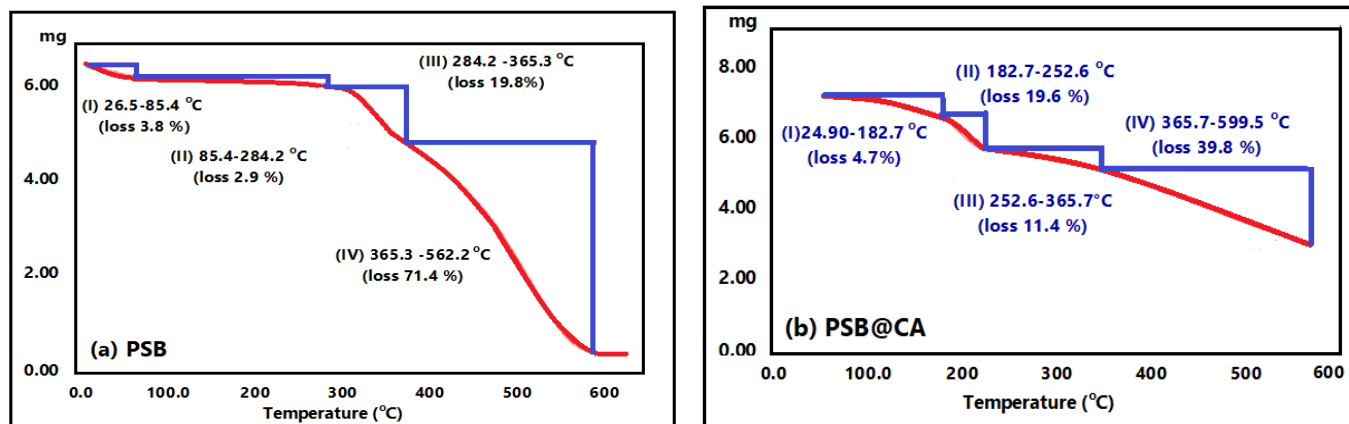 mg
6.00
4.00
2.00
0.00
(I) 26.5-85.4 °C
(loss 3.8 %)
(II) 85.4-284.2 °C
(loss 2.9 %)
(III) 284.2 -365.3 °C
(loss 19.8%)
(IV) 365.3 -562.2 °C
(loss 71.4 %)
(a) PSB
0.0 100.0 200 300 400 500 600
Temperature (°C)
mg
8.00
6.00
4.00
2.00
0.00
(I)24.90-182.7 °C
(loss 4.7%)
(II) 182.7-252.6 °C
(loss 19.6 %)
(III) 252.6-365.7°C
(loss 11.4 %)
(IV) 365.7-599.5 °C
(loss 39.8 %)
(b) PSB@CA
0.0 100.0 200 300 400 500 600
Temperature (°C)